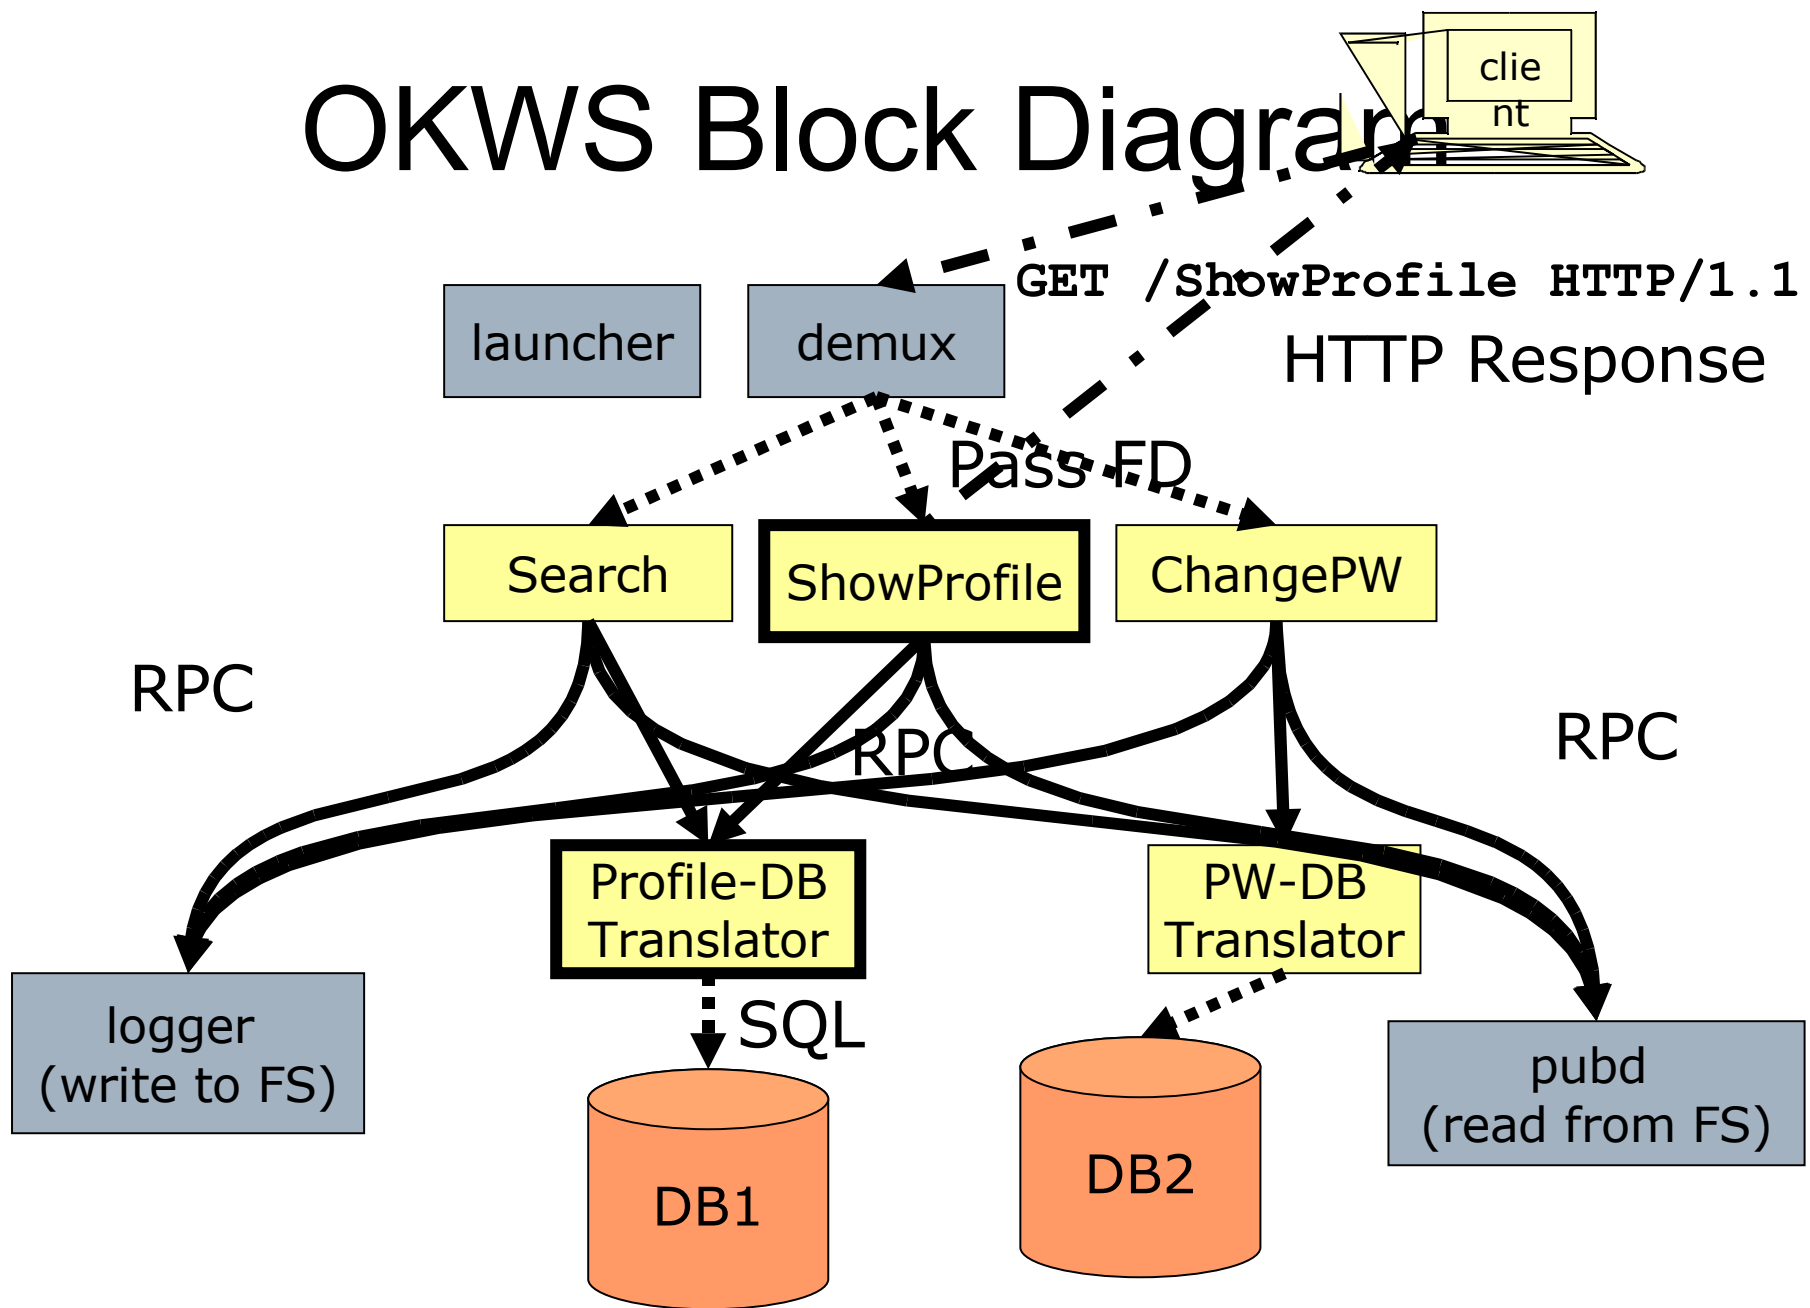 OKWS Block Diagram
clie
nt
GET /ShowProfile HTTP/1.1
launcher
demux
HTTP Response
Pass FD
Search
ShowProfile
ChangePW
RPC
RPC
RPC
Profile-DB
Translator
PW-DB
Translator
logger
(write to FS)
SQL
pubd
(read from FS)
DB1
DB2